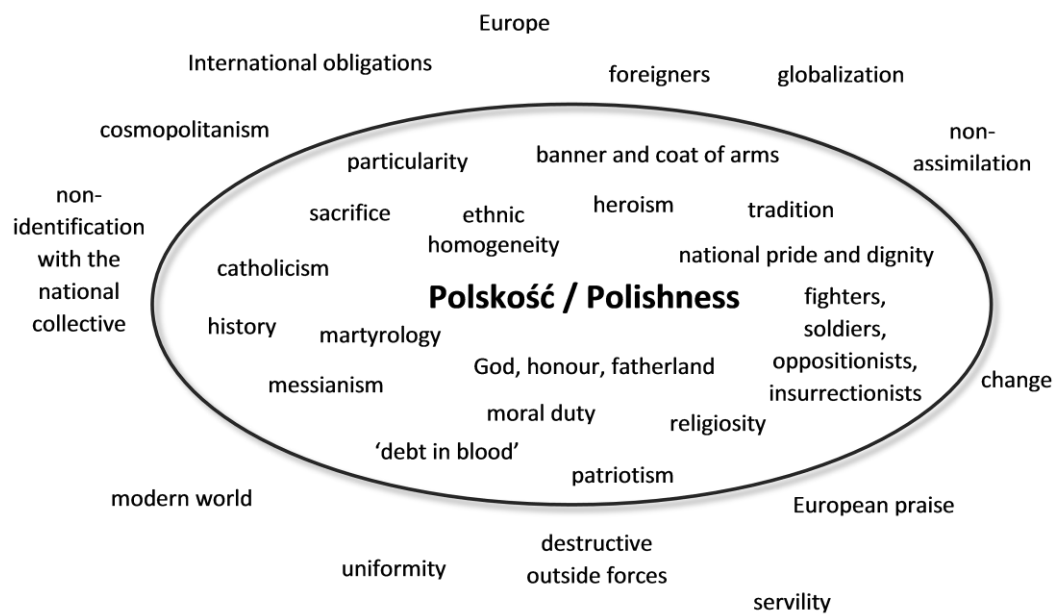 Europe
International obligations
foreigners
globalization
cosmopolitanism
non-
assimilation
particularity
banner and coat of arms
non-
identification
with the
national
collective
sacrifice
ethnic
homogeneity
heroism
tradition
catholicism
national pride and dignity
Polskość / Polishness
fighters,
soldiers,
oppositionists,
insurrectionists
history
martyrology
messianism
God, honour, fatherland
change
moral duty
religiosity
‘debt in blood’
patriotism
modern world
European praise
uniformity
destructive
outside forces
servility